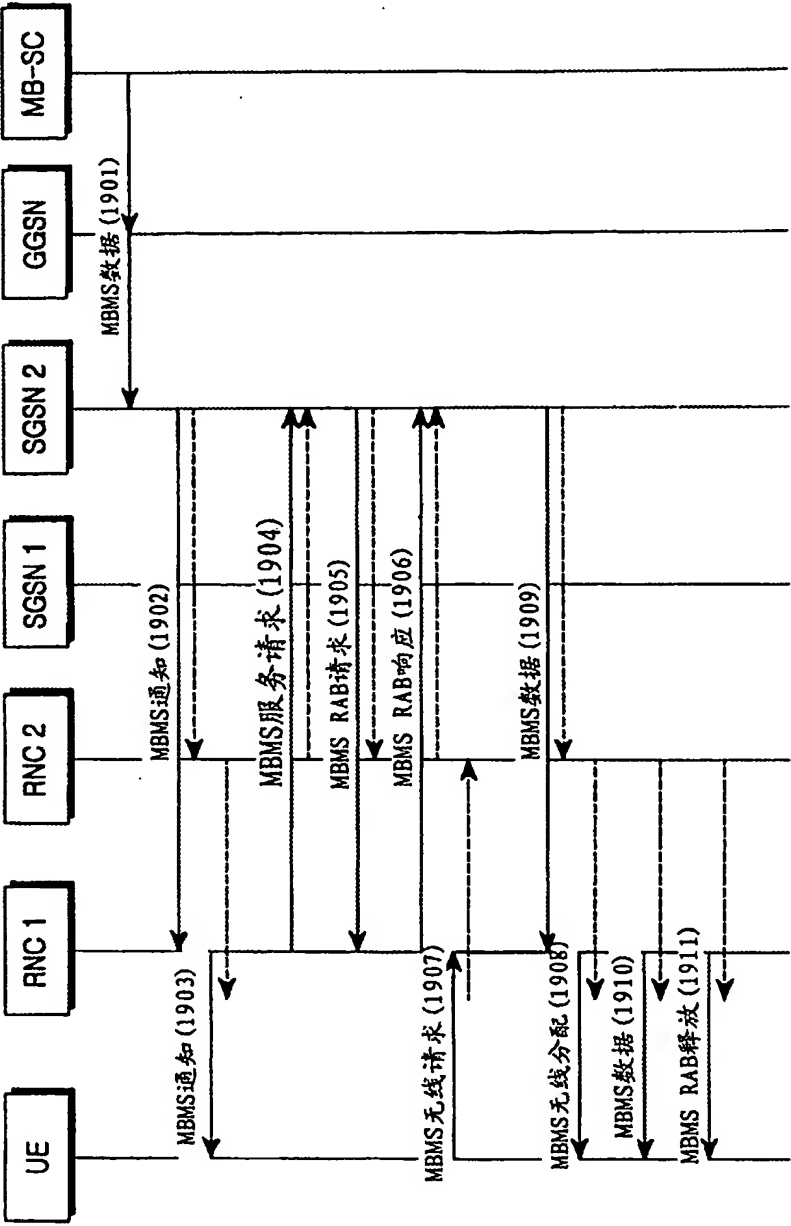 UE
RNC 1
RNC 2
SGSN 1
SGSN 2
GGSN
MB-SC
MBMS数据(1901)
MBMS通知(1902)
MBMS通知(1903)
MBMS服务请求(1904)
MBMS RAB请求(1905)
MBMS RAB响应(1906)
MBMS无线请求(1907)
MBMS无线分配(1908)
MBMS数据(1909)
MBMS数据(1910)
MBMS RAB释放(1911)